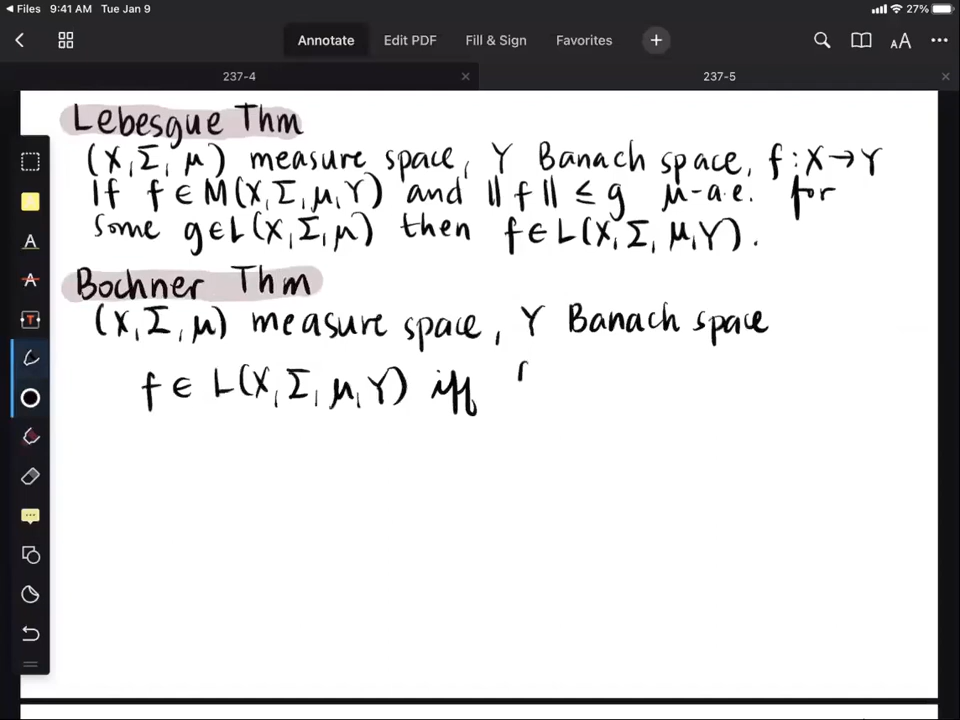 Files 9:41 AM Tue Jan 9 27%
Annotate Edit PDF Fill & Sign Favorites
237-4 237-5
Lebesgue Thm
(X, Σ, μ) measure space, Y Banach space, f: X→Y
If f ∈ M(X, Σ, μ, Y) and ‖f‖ ≤ g μ-a.e. for
some g∈L(X, Σ, μ) then f∈L(X, Σ, μ, Y).
Bochner Thm
(X, Σ, μ) measure space, Y Banach space
f ∈ L(X, Σ, μ, Y) iff